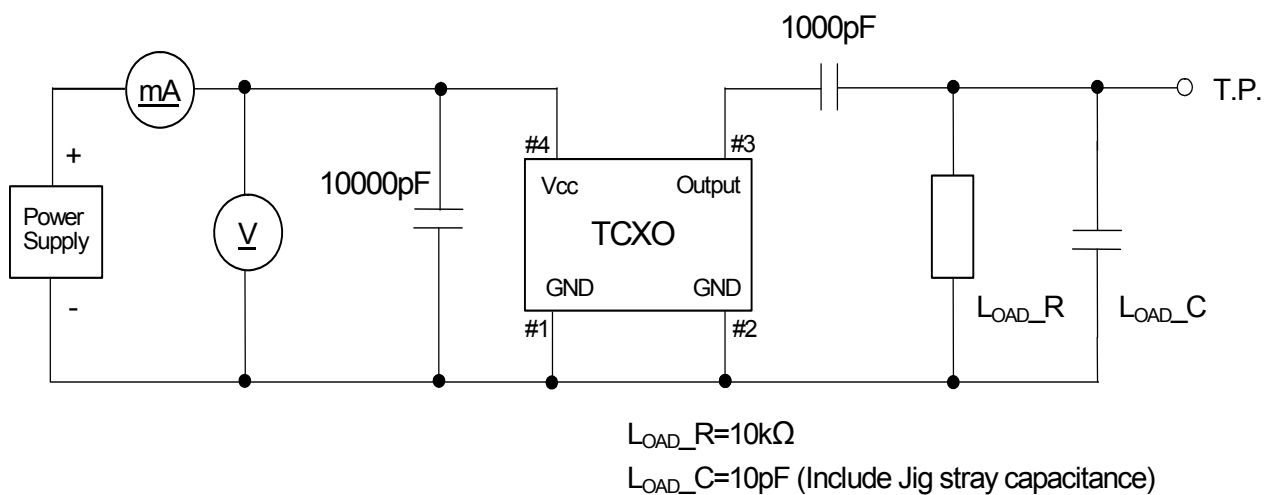 1000pF
mA
T.P.
+
#4
#3
10000pF
Vcc
Output
Power
Supply
V
TCXO
GND
GND
-
#1
#2
LOAD_R
LOAD_C
LOAD_R=10kΩ
LOAD_C=10pF (Include Jig stray capacitance)